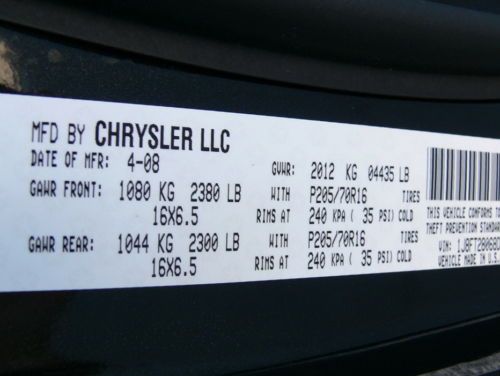 MFD BY CHRYSLER LLC
DATE OF MFR: 4-08 GVWR: 2012 KG 04435 LB
GAWR FRONT: 1080 KG 2380 LB WITH P205/70R16 TIRES
16X6.5 RIMS AT 240 KPA ( 35 PSI) COLD
GAWR REAR: 1044 KG 2300 LB WITH P205/70R16 TIRES
16X6.5 RIMS AT 240 KPA ( 35 PSI) COLD
THIS VEHICLE CONFORMS
THEFT PREVENTION STANDAR
VIN:
VEHICLE MADE IN U.S.